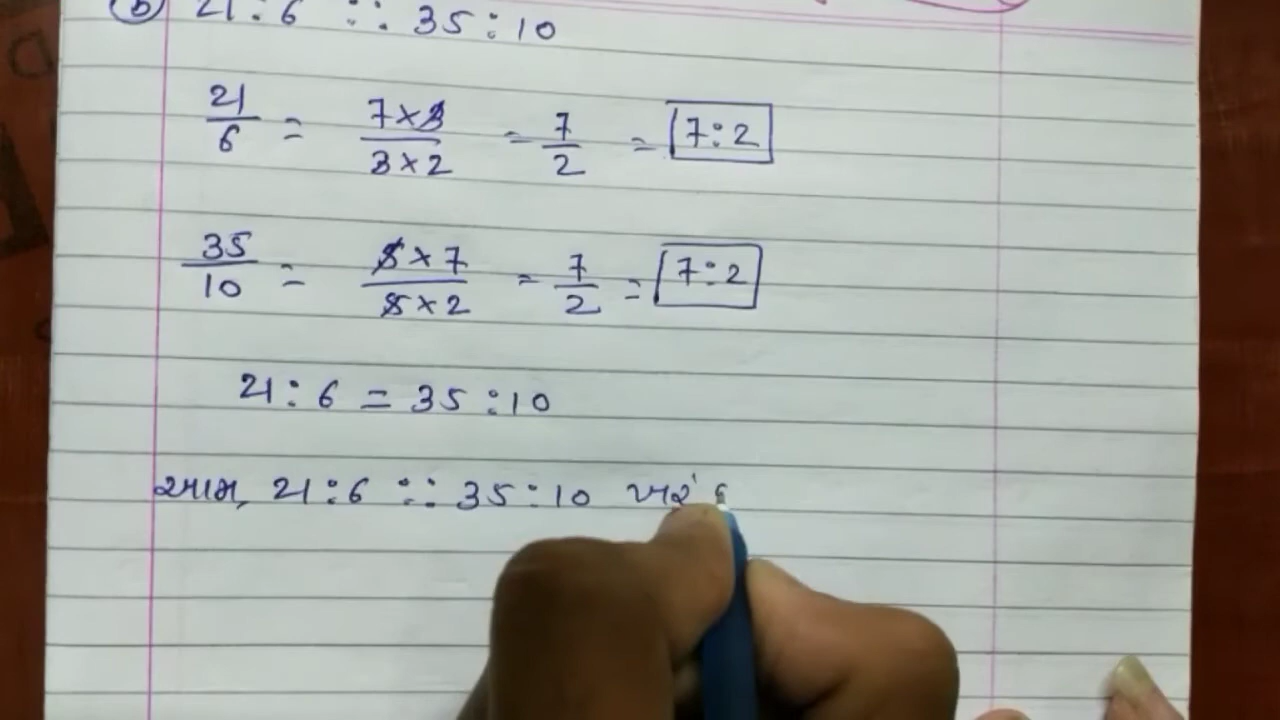 (b) 21 : 6 :: 35 : 10
21/6 = 7×3/3×2 = 7/2 = 7:2
35/10 = 5×7/5×2 = 7/2 = 7:2
21 : 6 = 35 : 10
આમ, 21 : 6 :: 35 : 10 ખરું